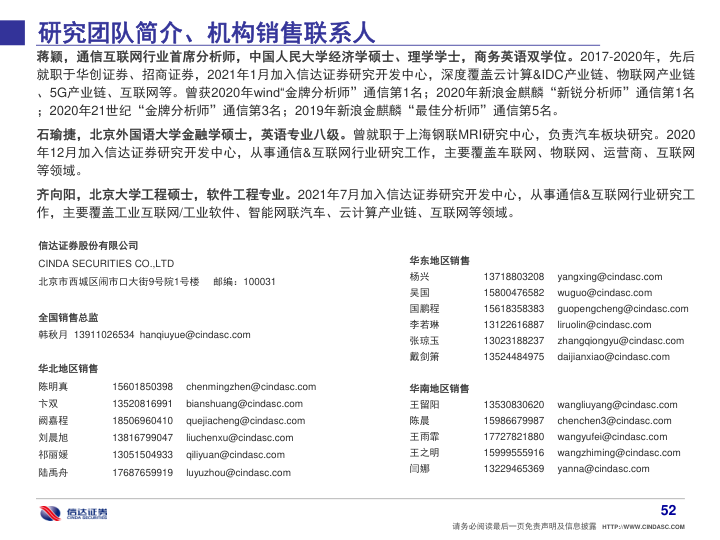 研究团队简介、机构销售联系人
蒋颖，通信互联网行业首席分析师，中国人民大学经济学硕士、理学学士，商务英语双学位。2017-2020年，先后
就职于华创证券、招商证券，2021年1月加入信达证券研究开发中心，深度覆盖云计算&IDC产业链、物联网产业链
、5G产业链、互联网等。曾获2020年wind“金牌分析师”通信第1名；2020年新浪金麒麟“新锐分析师”通信第1名
；2020年21世纪“金牌分析师”通信第3名；2019年新浪金麒麟“最佳分析师”通信第5名。
石瑜捷，北京外国语大学金融学硕士，英语专业八级。曾就职于上海钢联MRI研究中心，负责汽车板块研究。2020
年12月加入信达证券研究开发中心，从事通信&互联网行业研究工作，主要覆盖车联网、物联网、运营商、互联网
等领域。
齐向阳，北京大学工程硕士，软件工程专业。2021年7月加入信达证券研究开发中心，从事通信&互联网行业研究工
作，主要覆盖工业互联网/工业软件、智能网联汽车、云计算产业链、互联网等领域。
信达证券股份有限公司
CINDA SECURITIES CO.,LTD
北京市西城区闹市口大街9号院1号楼 邮编：100031
全国销售总监
韩秋月 13911026534 hanqiuyue@cindasc.com
华北地区销售
陈明真 15601850398 chenmingzhen@cindasc.com
卞双 13520816991 bianshuang@cindasc.com
阙嘉程 18506960410 quejiacheng@cindasc.com
刘晨旭 13816799047 liuchenxu@cindasc.com
祁丽媛 13051504933 qiliyuan@cindasc.com
陆禹舟 17687659919 luyuzhou@cindasc.com
华东地区销售
杨兴 13718803208 yangxing@cindasc.com
吴国 15800476582 wuguo@cindasc.com
国鹏程 15618358383 guopengcheng@cindasc.com
李若琳 13122616887 liruolin@cindasc.com
张琼玉 13023188237 zhangqiongyu@cindasc.com
戴剑箫 13524484975 daijianxiao@cindasc.com
华南地区销售
王留阳 13530830620 wangliuyang@cindasc.com
陈晨 15986679987 chenchen3@cindasc.com
王雨霏 17727821880 wangyufei@cindasc.com
王之明 15999555916 wangzhiming@cindasc.com
闫娜 13229465369 yanna@cindasc.com
信达证券
CINDA SECURITIES
52
请务必阅读最后一页免责声明及信息披露 HTTP://WWW.CINDASC.COM